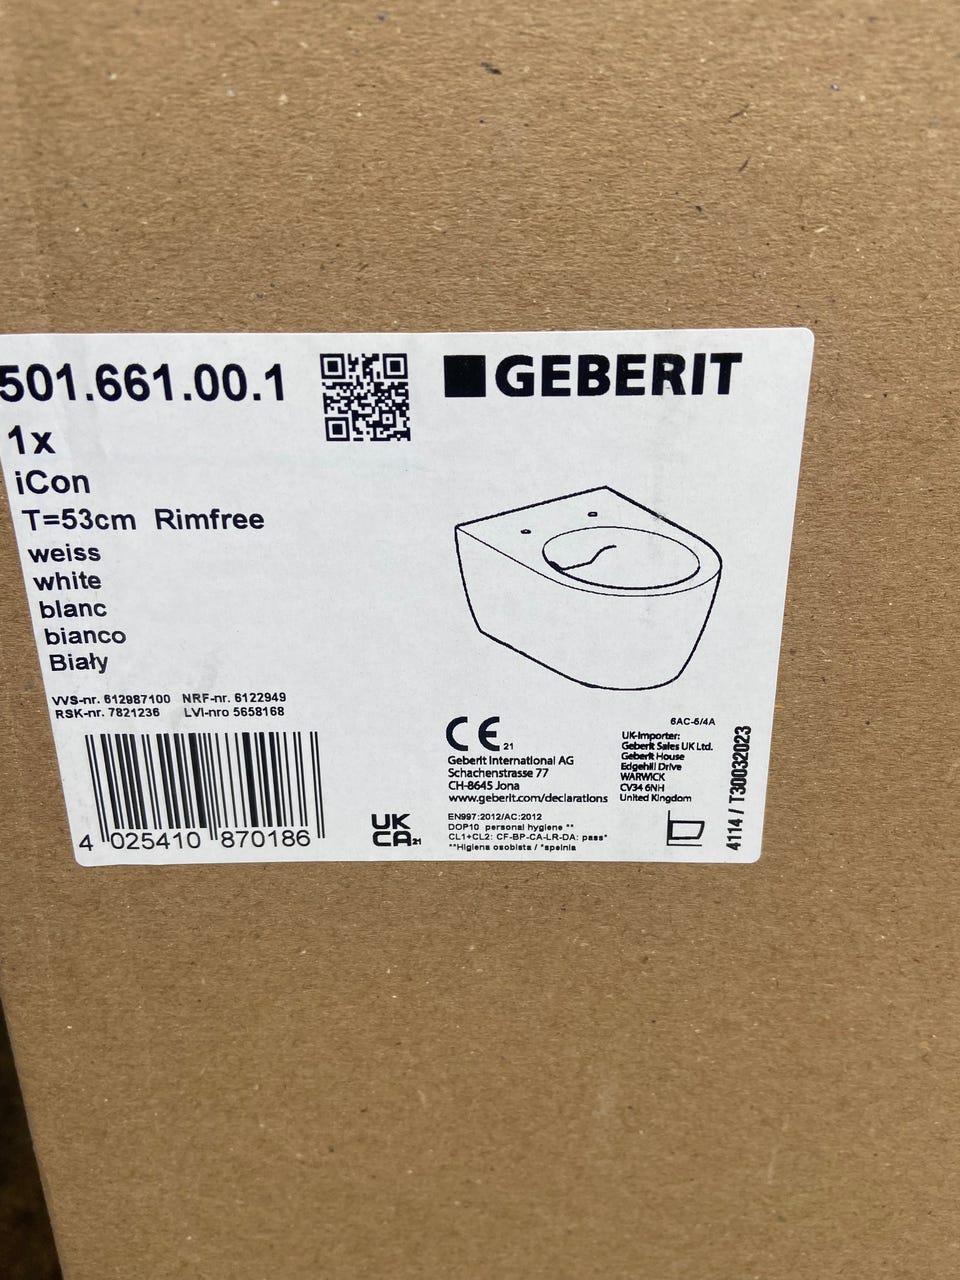 501.661.00.1
GEBERIT
1x
iCon
T=53cm Rimfree
weiss
white
blanc
bianco
Biały
VVS-nr. 612987100 NRF-nr. 6122949
RSK-nr. 7821236 LVI-nro 5658168
4 025410 870186
CE 21
Geberit International AG
Schachenstrasse 77
CH-8645 Jona
www.geberit.com/declarations
UK
CA 21
EN997:2012/AC:2012
DOP10 personal hygiene **
CL1+CL2: CF-BP-CA-LR-DA: pass*
**Higiena osobista / *spełnia
6AC-6/4A
UK-Importer:
Geberit Sales UK Ltd.
Geberit House
Edgehill Drive
WARWICK
CV34 6NH
United Kingdom
4114 / T30032023